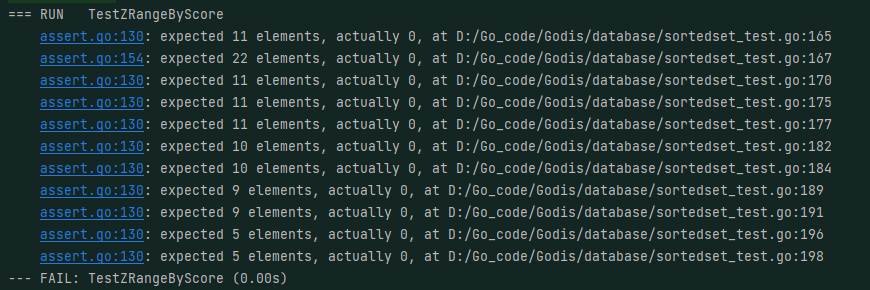 === RUN   TestZRangeByScore
    assert.go:130: expected 11 elements, actually 0, at D:/Go_code/Godis/database/sortedset_test.go:165
    assert.go:154: expected 22 elements, actually 0, at D:/Go_code/Godis/database/sortedset_test.go:167
    assert.go:130: expected 11 elements, actually 0, at D:/Go_code/Godis/database/sortedset_test.go:170
    assert.go:130: expected 11 elements, actually 0, at D:/Go_code/Godis/database/sortedset_test.go:175
    assert.go:130: expected 11 elements, actually 0, at D:/Go_code/Godis/database/sortedset_test.go:177
    assert.go:130: expected 10 elements, actually 0, at D:/Go_code/Godis/database/sortedset_test.go:182
    assert.go:130: expected 10 elements, actually 0, at D:/Go_code/Godis/database/sortedset_test.go:184
    assert.go:130: expected 9 elements, actually 0, at D:/Go_code/Godis/database/sortedset_test.go:189
    assert.go:130: expected 9 elements, actually 0, at D:/Go_code/Godis/database/sortedset_test.go:191
    assert.go:130: expected 5 elements, actually 0, at D:/Go_code/Godis/database/sortedset_test.go:196
    assert.go:130: expected 5 elements, actually 0, at D:/Go_code/Godis/database/sortedset_test.go:198
--- FAIL: TestZRangeByScore (0.00s)